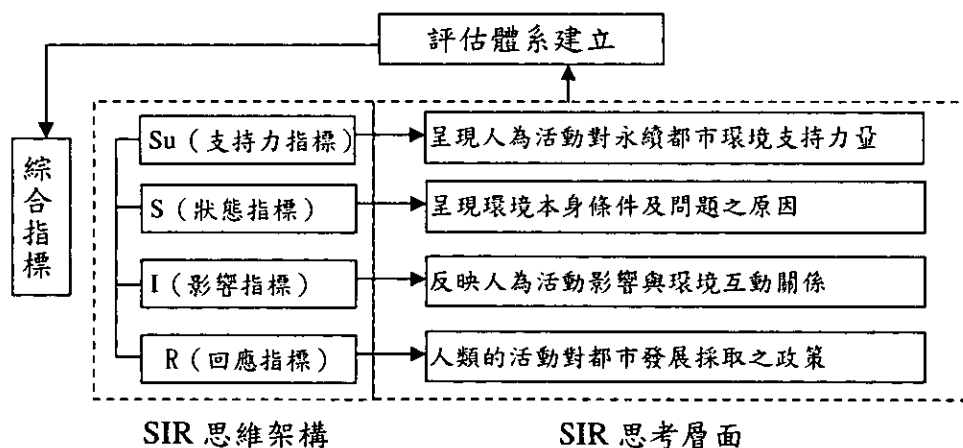 評估體系建立
綜合指標
Su（支持力指標）
呈現人為活動對永續都市環境支持力量
S（狀態指標）
呈現環境本身條件及問題之原因
I（影響指標）
反映人為活動影響與環境互動關係
R（回應指標）
人類的活動對都市發展採取之政策
SIR 思維架構
SIR 思考層面